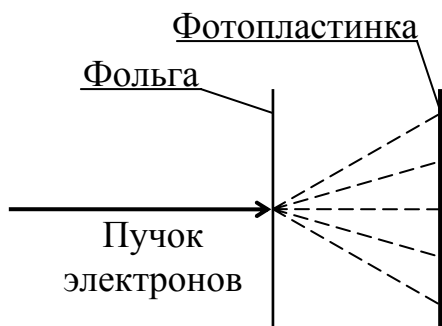 Фотопластинка
Фольга
Пучок
электронов